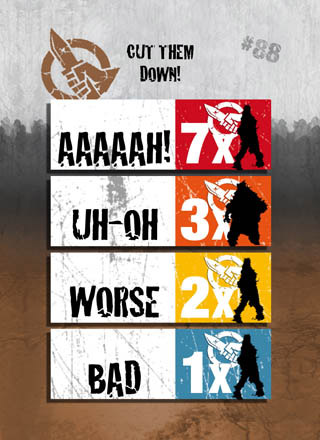 CUT THEM
DOWN!
#88
AAAAAH! 7x
UH-OH 3x
WORSE 2x
BAD 1x